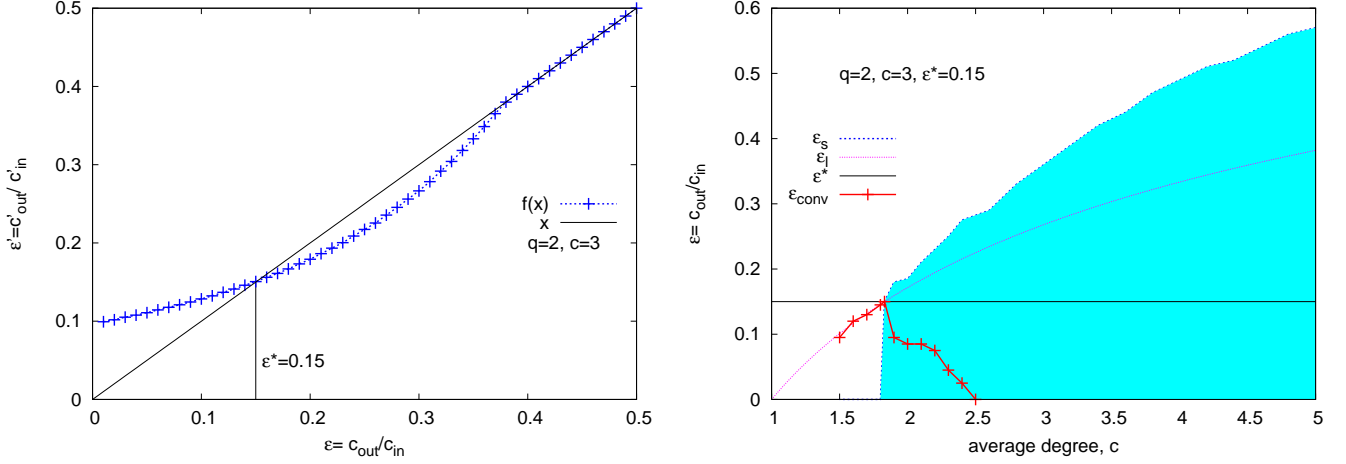 0.5
0.4
0.3
0.2
0.1
0
0
0.1
0.2
0.3
0.4
0.5
ε'=c'out/ c'in
ε= cout/cin
f(x)
x
q=2, c=3
ε*=0.15
0.6
0.5
0.4
0.3
0.2
0.1
0
1
1.5
2
2.5
3
3.5
4
4.5
5
ε= cout/cin
average degree, c
q=2, c=3, ε*=0.15
εs
εl
ε*
εconv